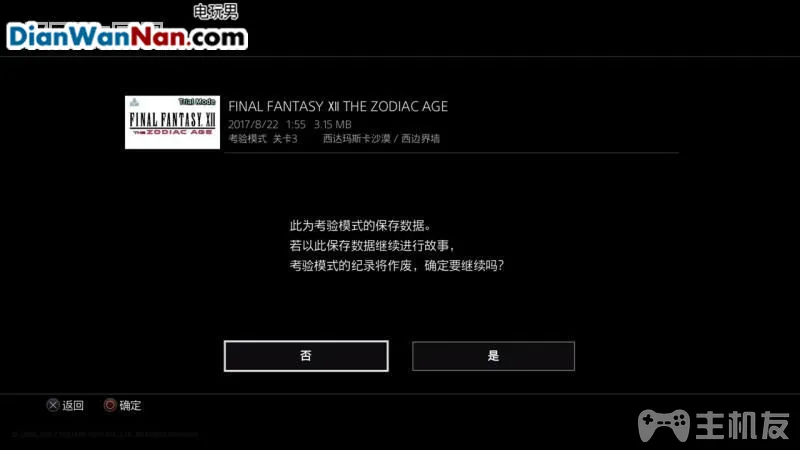 电玩男
DianWanNan.com
Trial Mode
FINAL FANTASY XII
THE ZODIAC AGE
FINAL FANTASY XII THE ZODIAC AGE
2017/8/22 1:55 3.15 MB
考验模式 关卡3 西达玛斯卡沙漠 / 西边界墙
此为考验模式的保存数据。
若以此保存数据继续进行故事，
考验模式的纪录将作废，确定要继续吗？
否
是
返回
确定
主机友